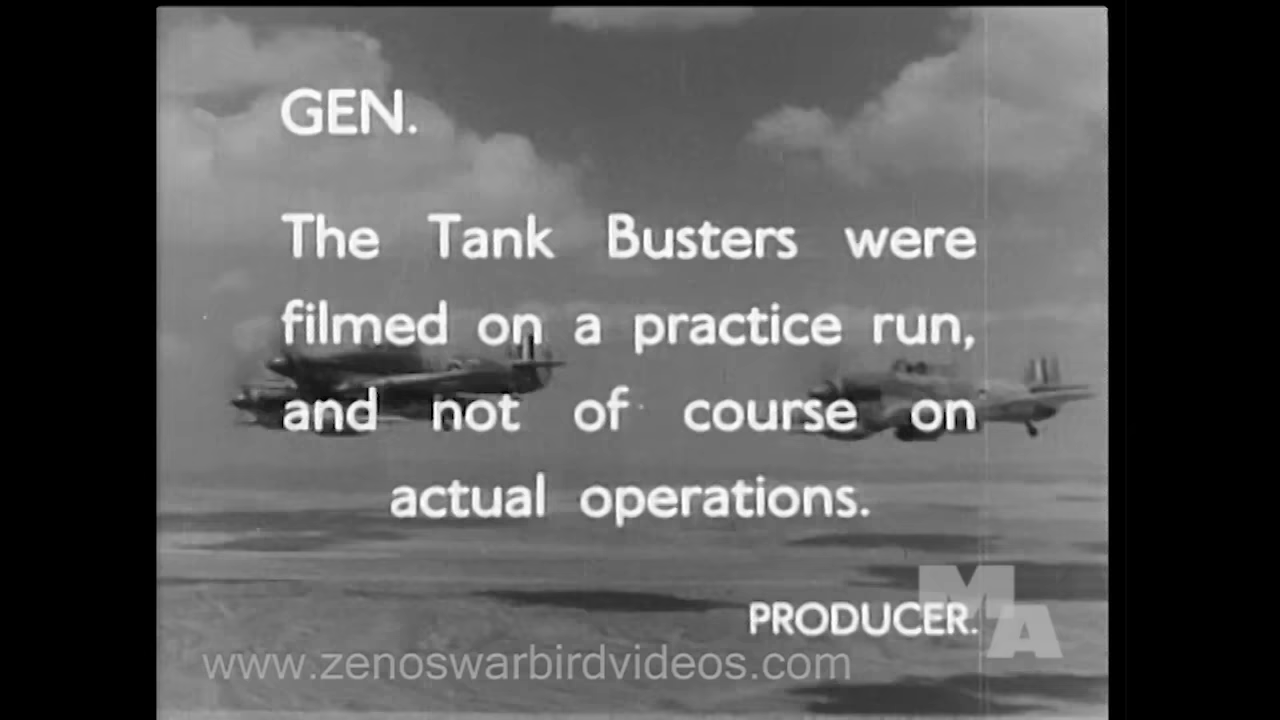 GEN.
The Tank Busters were
filmed on a practice run,
and not of course on
actual operations.
PRODUCER.
MA
www.zenoswarbirdvideos.com